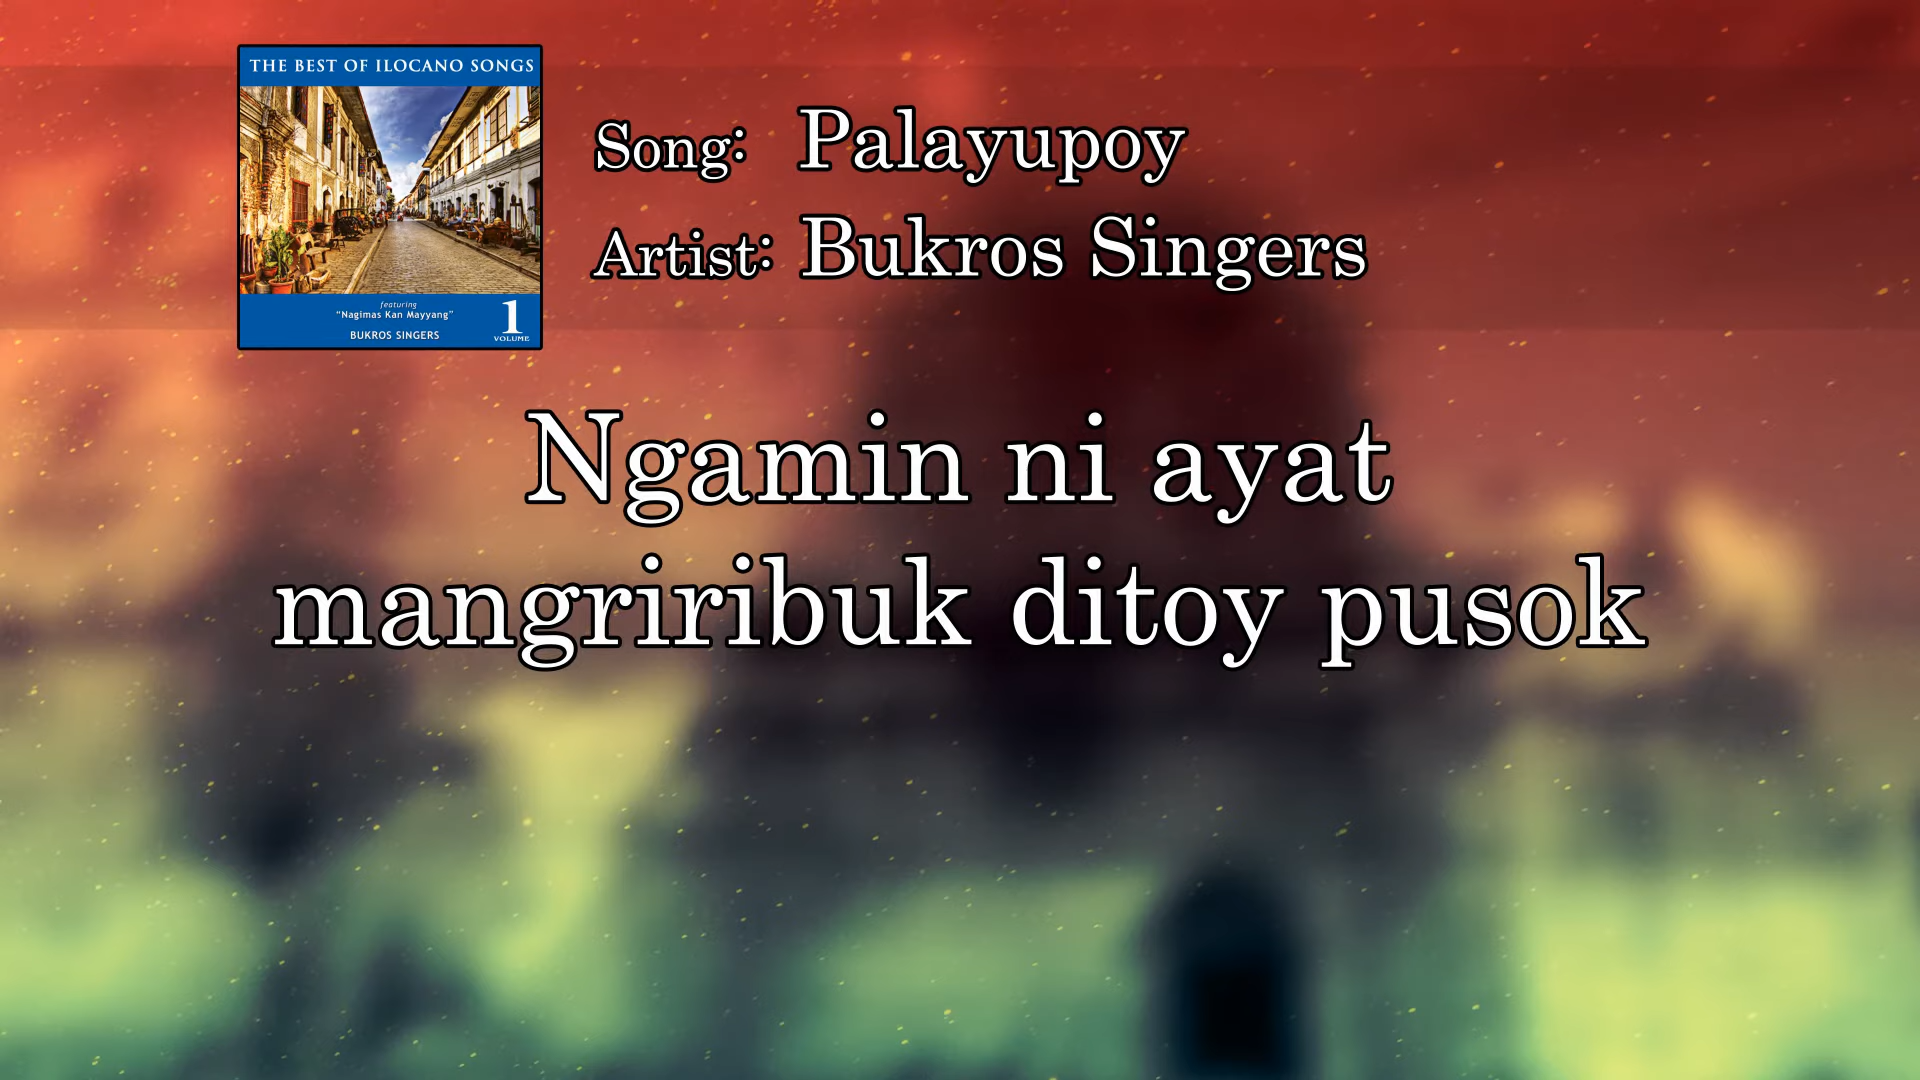 THE BEST OF ILOCANO SONGS
featuring
"Nagimas Kan Mayyang"
BUKROS SINGERS
1
VOLUME
Song: Palayupoy
Artist: Bukros Singers
Ngamin ni ayat
mangriribuk ditoy pusok